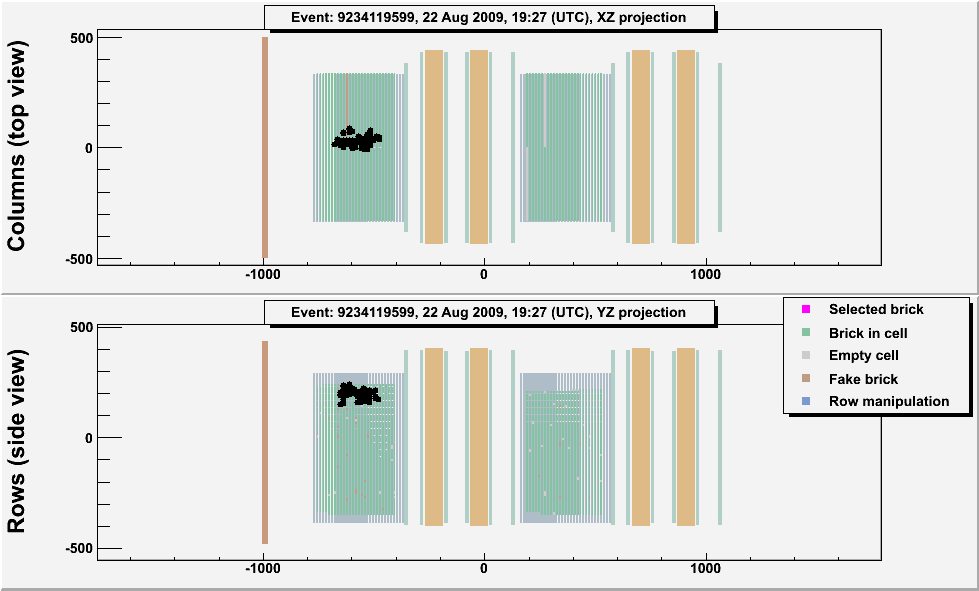 Event: 9234119599, 22 Aug 2009, 19:27 (UTC), XZ projection
Columns (top view)
500
0
-500
-1000
0
1000
Event: 9234119599, 22 Aug 2009, 19:27 (UTC), YZ projection
Rows (side view)
500
0
-500
-1000
0
1000
Selected brick
Brick in cell
Empty cell
Fake brick
Row manipulation